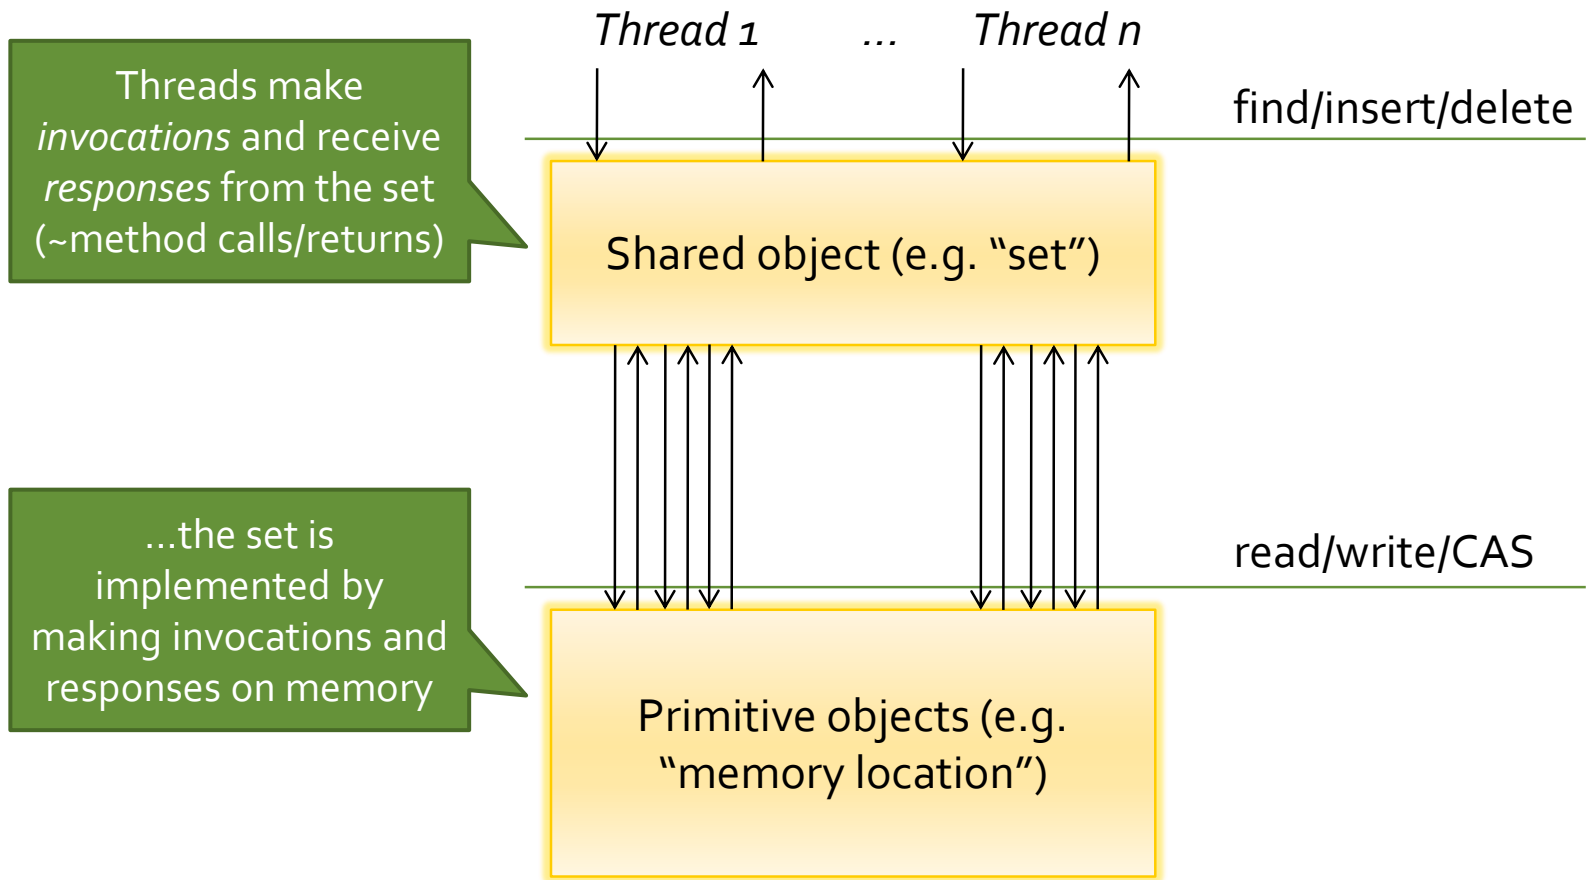 Thread 1 ... Thread n
Threads make
invocations and receive
responses from the set
(~method calls/returns)
find/insert/delete
Shared object (e.g. “set”)
...the set is
implemented by
making invocations and
responses on memory
read/write/CAS
Primitive objects (e.g.
“memory location”)